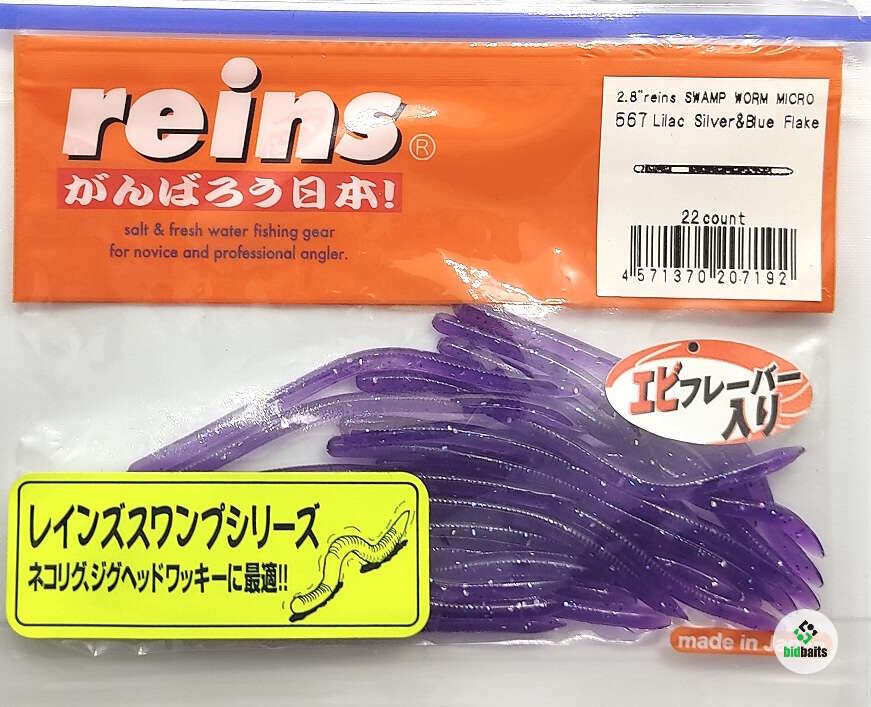 reins®
がんばろう日本!
salt & fresh water fishing gear
for novice and professional angler.
2.8"reins SWAMP WORM MICRO
567 Lilac Silver&Blue Flake
22count
4 571370 207192
エビフレーバー
入り
レインズスワンプシリーズ
ネコリグ、ジグヘッドワッキーに最適!!
made in
bidbaits